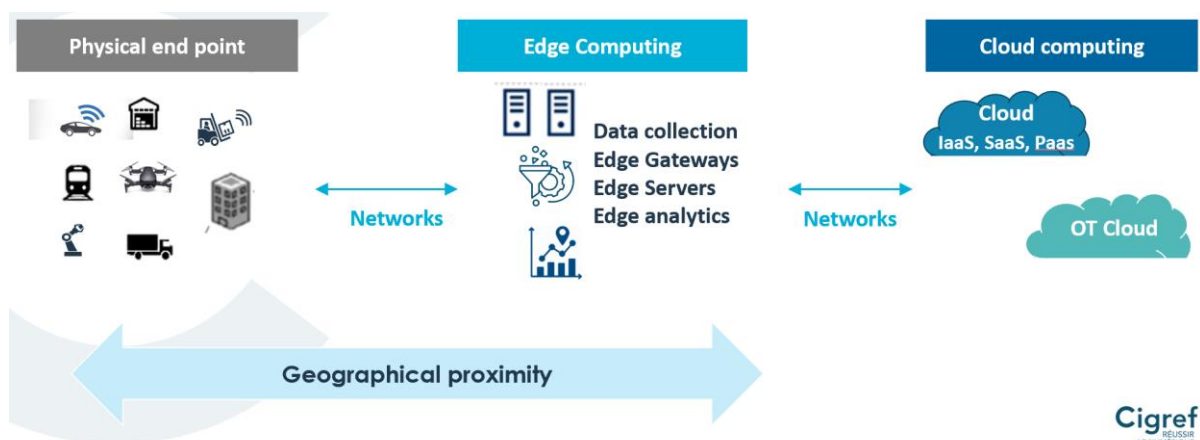 Physical end point
Edge Computing
Cloud computing
Data collection
Edge Gateways
Edge Servers
Edge analytics
Networks
Networks
Cloud
IaaS, SaaS, Paas
OT Cloud
Geographical proximity
Cigref
RÉUSSIR